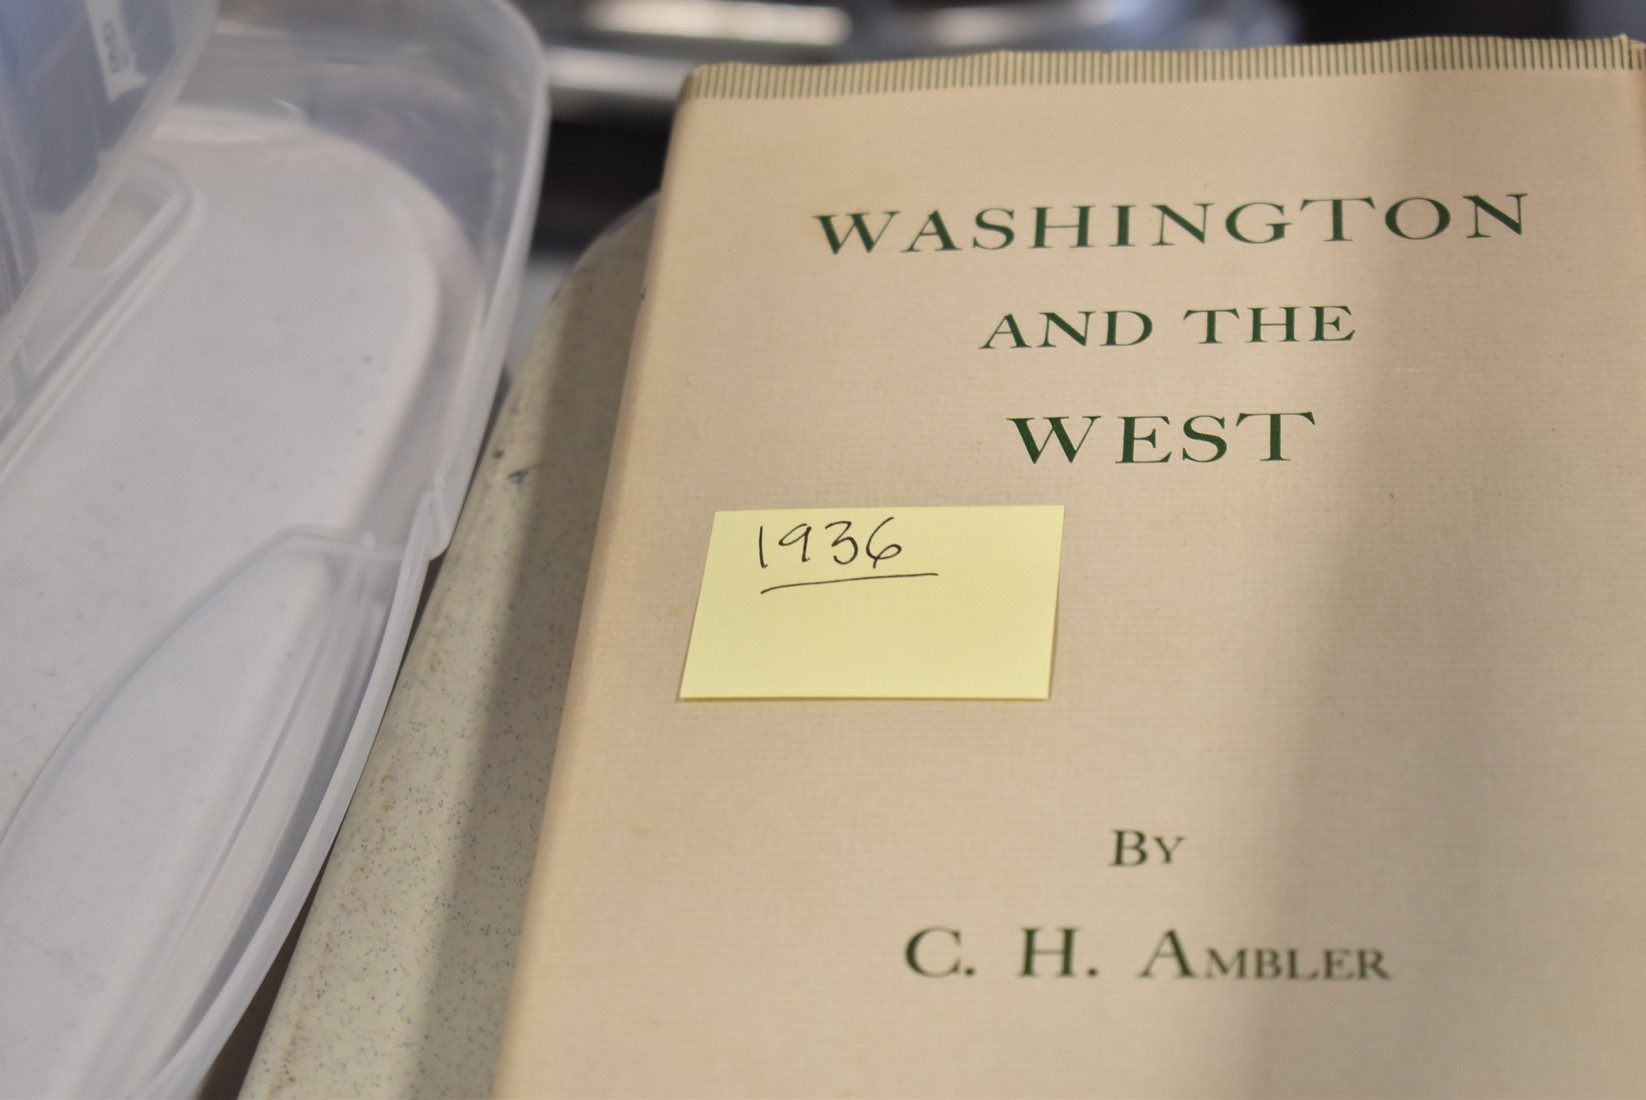 WASHINGTON
AND THE
WEST
1936
BY
C. H. AMBLER